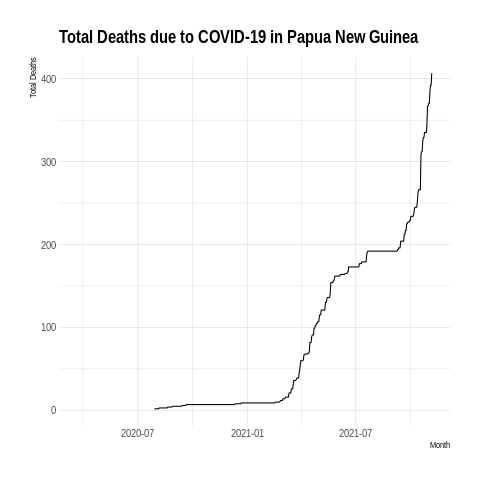 Total Deaths due to COVID-19 in Papua New Guinea
Total Deaths
400
300
200
100
0
2020-07
2021-01
2021-07
Month